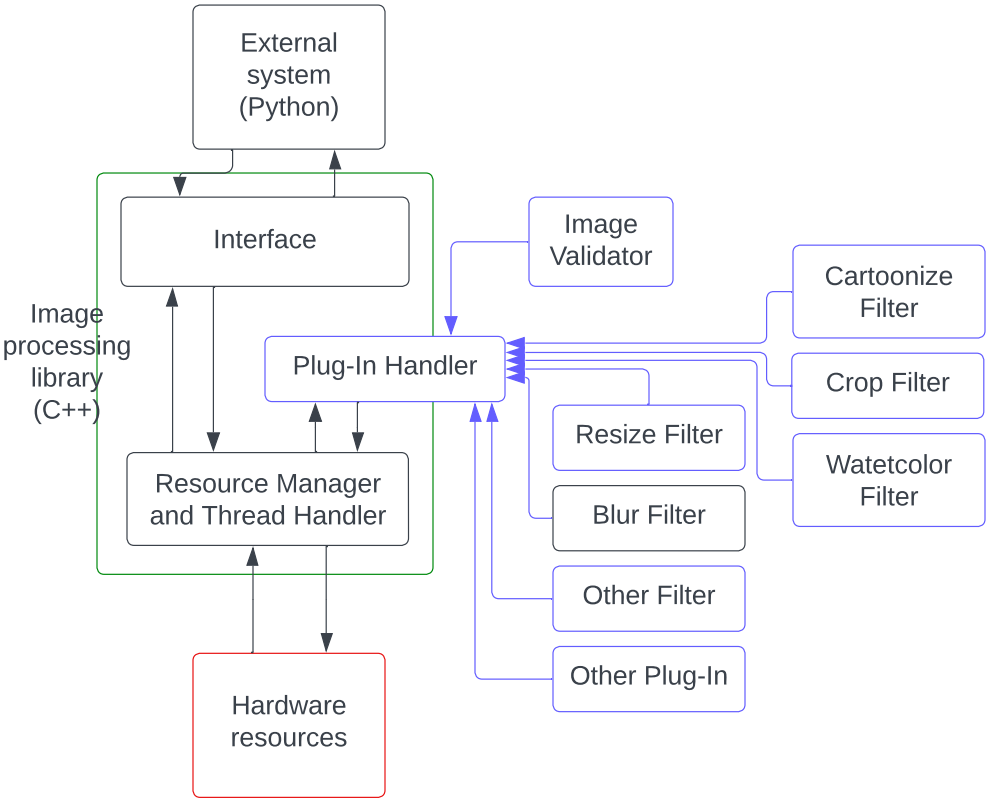 External
system
(Python)
Interface
Image
Validator
Cartoonize
Filter
Image
processing
library
(C++)
Plug-In Handler
Crop Filter
Resize Filter
Watetcolor
Filter
Resource Manager
and Thread Handler
Blur Filter
Other Filter
Other Plug-In
Hardware
resources